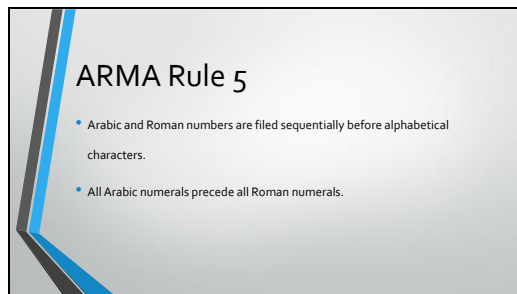 ARMA Rule 5
• Arabic and Roman numbers are filed sequentially before alphabetical
characters.
• All Arabic numerals precede all Roman numerals.